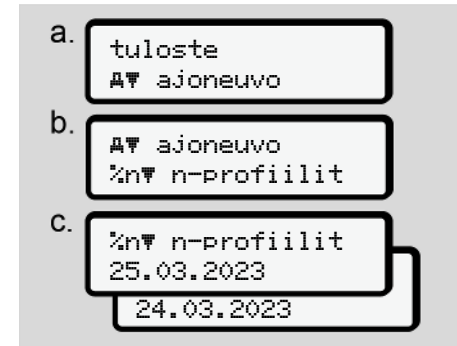 a.
tuloste
A▼ ajoneuvo
b.
A▼ ajoneuvo
%n▼ n-profiilit
c.
%n▼ n-profiilit
25.03.2023
24.03.2023